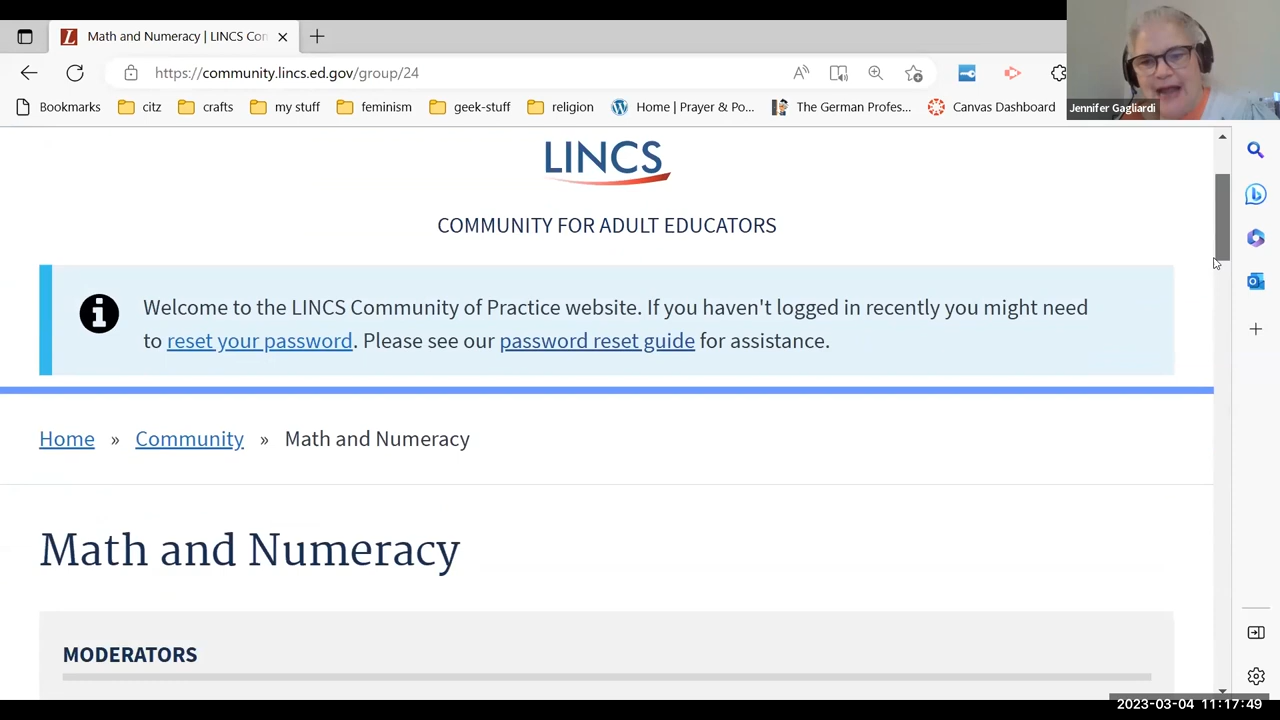 Math and Numeracy | LINCS Con
https://community.lincs.ed.gov/group/24
Bookmarks citz crafts my stuff feminism geek-stuff religion Home | Prayer & Po... The German Profes... Canvas Dashboard
Jennifer Gagliardi
LINCS
COMMUNITY FOR ADULT EDUCATORS
Welcome to the LINCS Community of Practice website. If you haven't logged in recently you might need
to reset your password. Please see our password reset guide for assistance.
Home » Community » Math and Numeracy
Math and Numeracy
MODERATORS
2023-03-04 11:17:49